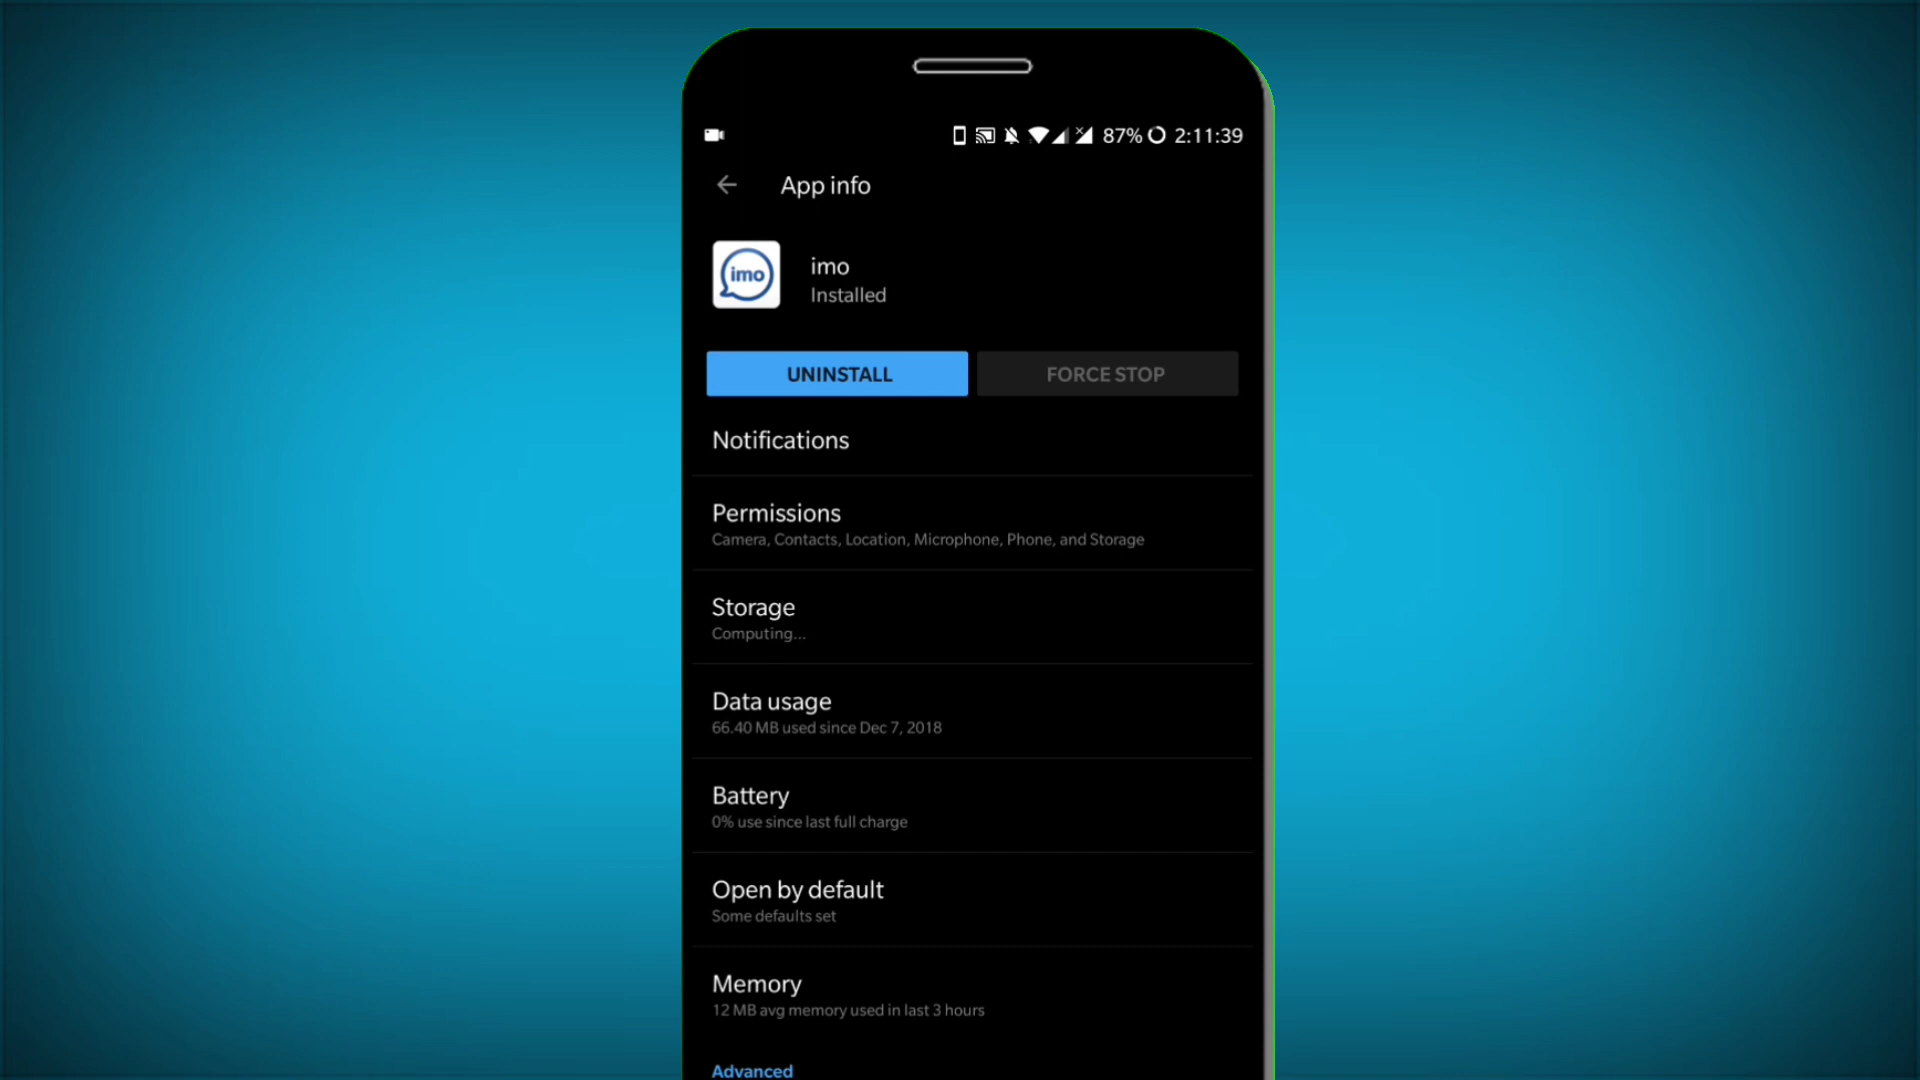 87% 2:11:39
App info
imo
imo
Installed
UNINSTALL
FORCE STOP
Notifications
Permissions
Camera, Contacts, Location, Microphone, Phone, and Storage
Storage
Computing...
Data usage
66.40 MB used since Dec 7, 2018
Battery
0% use since last full charge
Open by default
Some defaults set
Memory
12 MB avg memory used in last 3 hours
Advanced